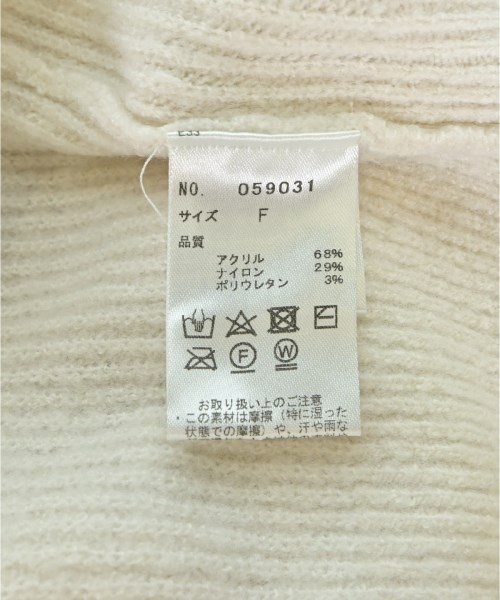 NO. 059031
サイズ F
品質
アクリル 68%
ナイロン 29%
ポリウレタン 3%
F W
お取り扱い上のご注意
・この素材は摩擦(特に湿った
状態での摩擦)や、汗や雨な